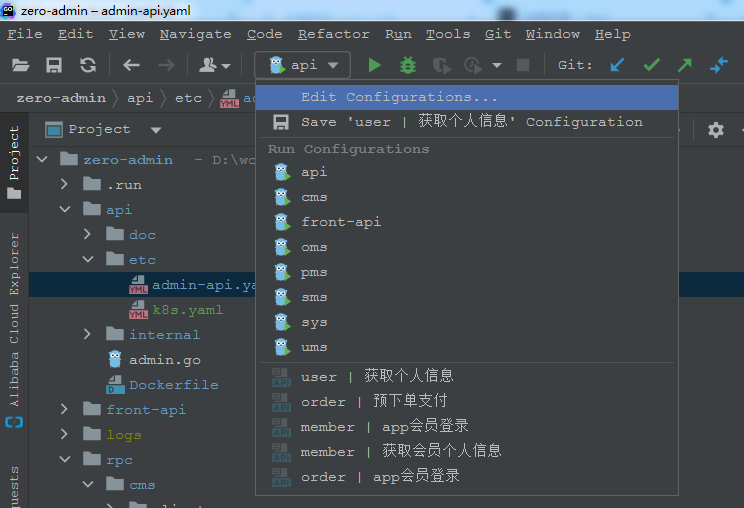 zero-admin – admin-api.yaml
File Edit View Navigate Code Refactor Run Tools Git Window Help
api Git:
zero-admin 〉 api 〉 etc 〉
Project
Project
Alibaba Cloud Explorer
zero-admin – D:\
.run
api
doc
etc
admin-api.ya
k8s.yaml
internal
admin.go
Dockerfile
front-api
logs
rpc
cms
Edit Configurations...
Save 'user | 获取个人信息' Configuration
Run Configurations
api
cms
front-api
oms
pms
sms
sys
ums
user | 获取个人信息
order | 预下单支付
member | app会员登录
member | 获取会员个人信息
order | app会员登录